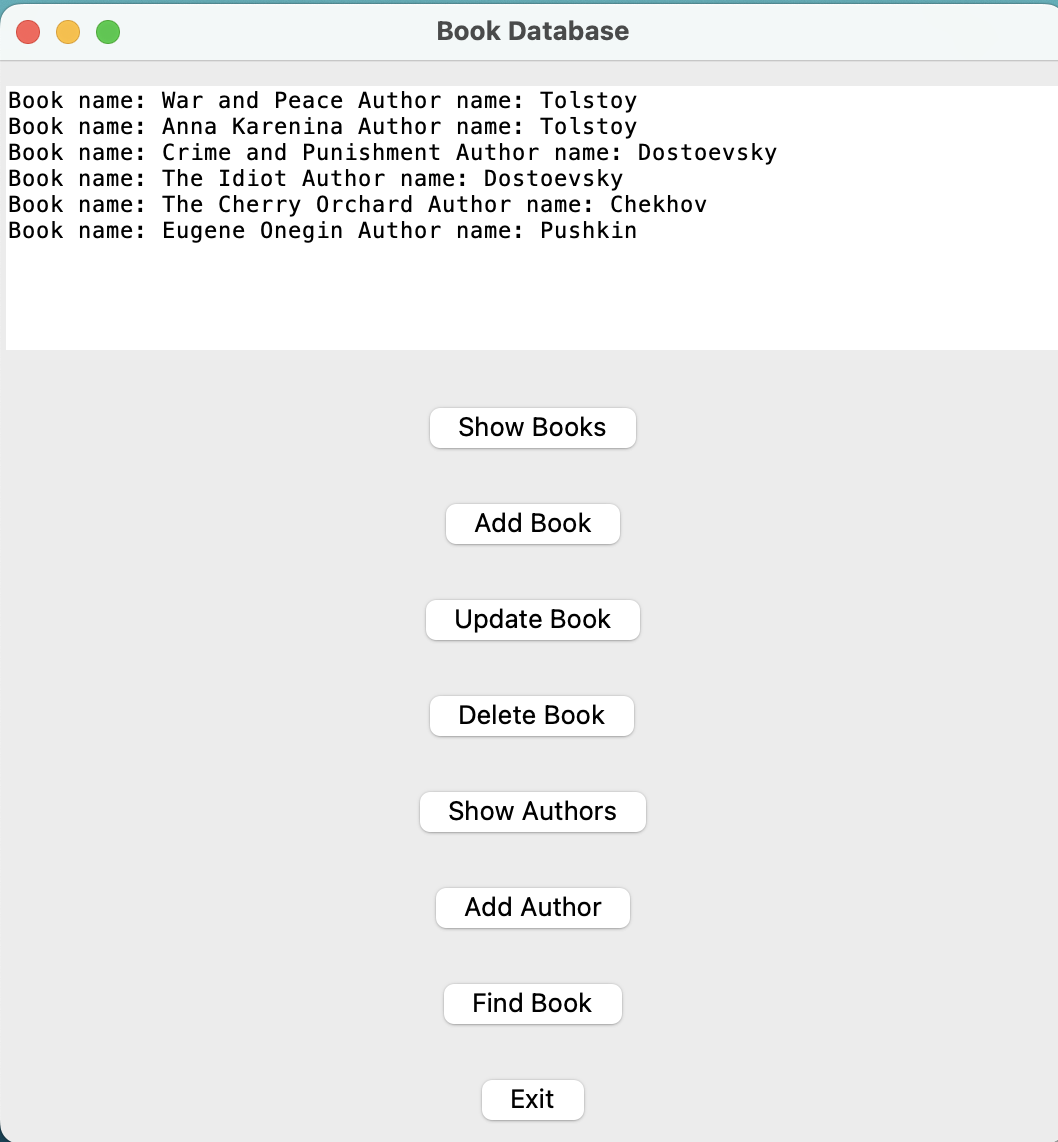 Book Database
Book name: War and Peace Author name: Tolstoy
Book name: Anna Karenina Author name: Tolstoy
Book name: Crime and Punishment Author name: Dostoevsky
Book name: The Idiot Author name: Dostoevsky
Book name: The Cherry Orchard Author name: Chekhov
Book name: Eugene Onegin Author name: Pushkin
Show Books
Add Book
Update Book
Delete Book
Show Authors
Add Author
Find Book
Exit